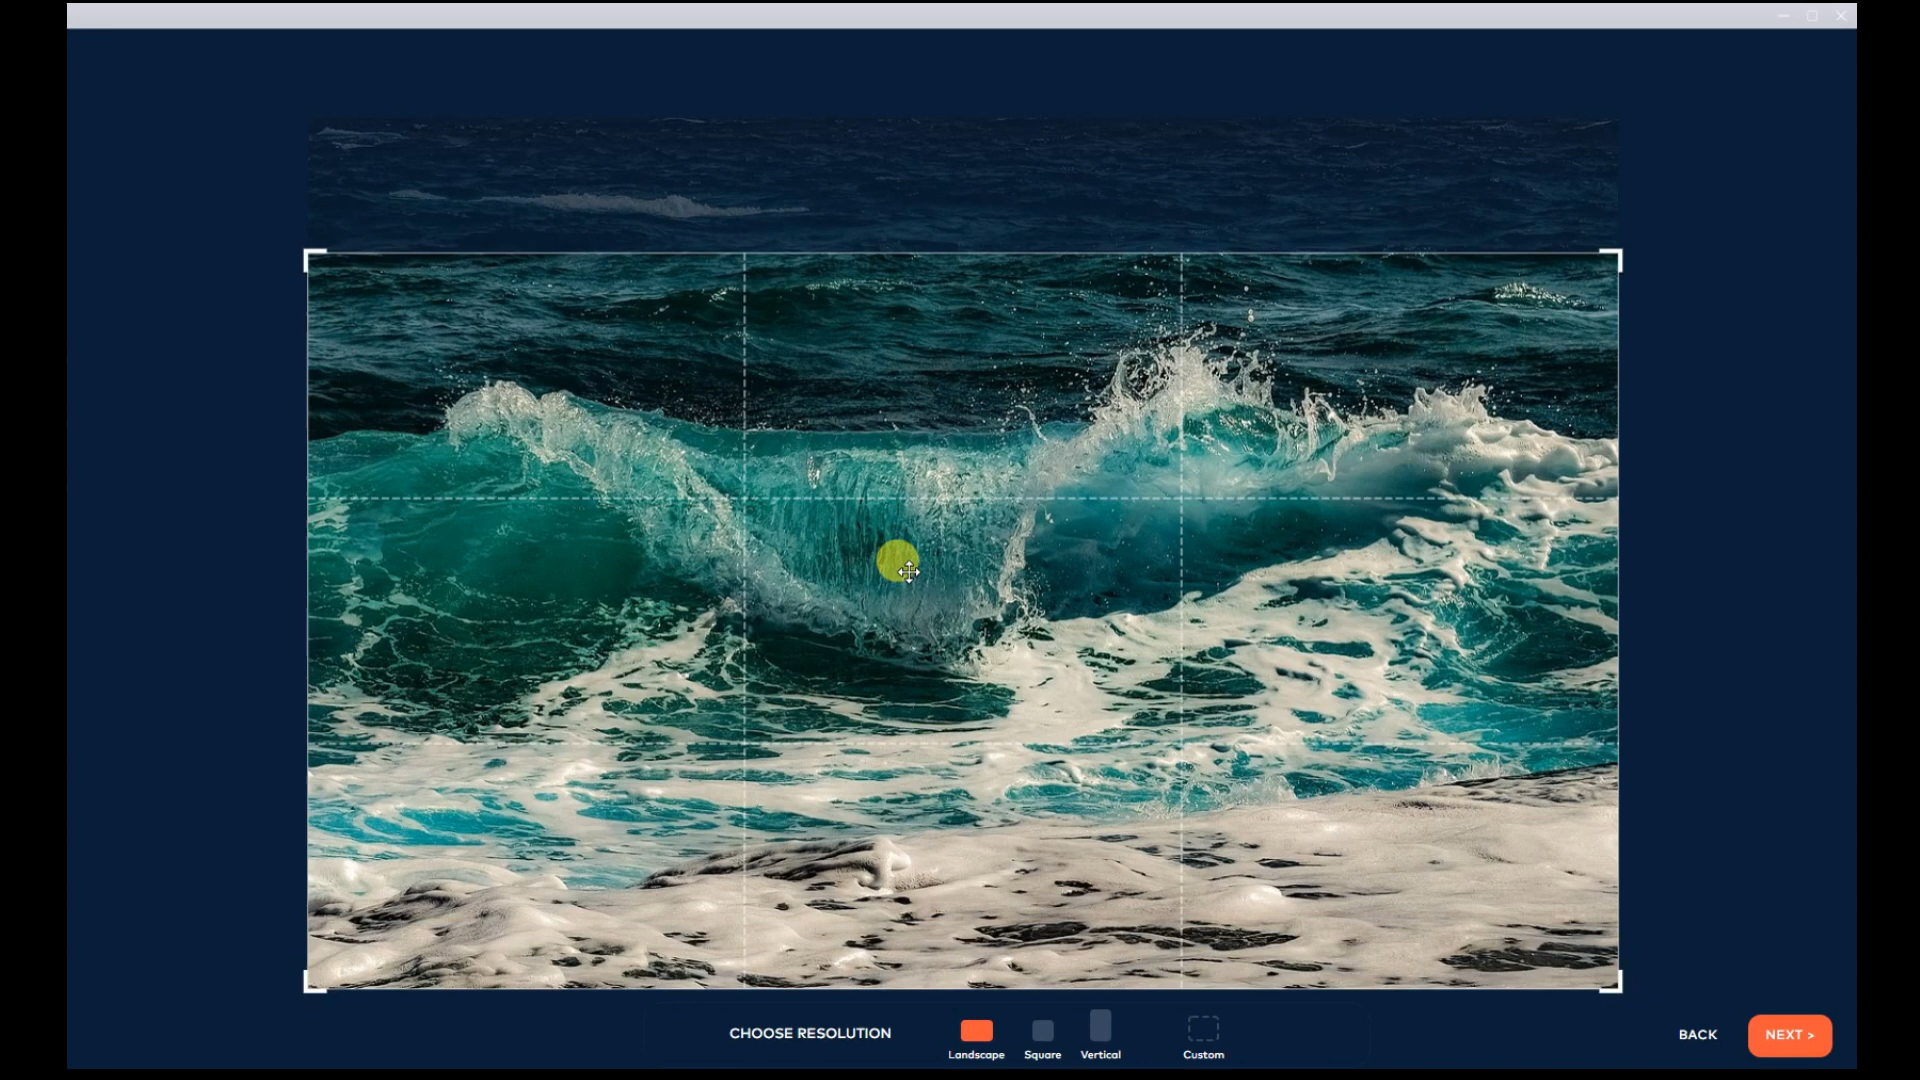 CHOOSE RESOLUTION
Landscape
Square
Vertical
Custom
BACK
NEXT >